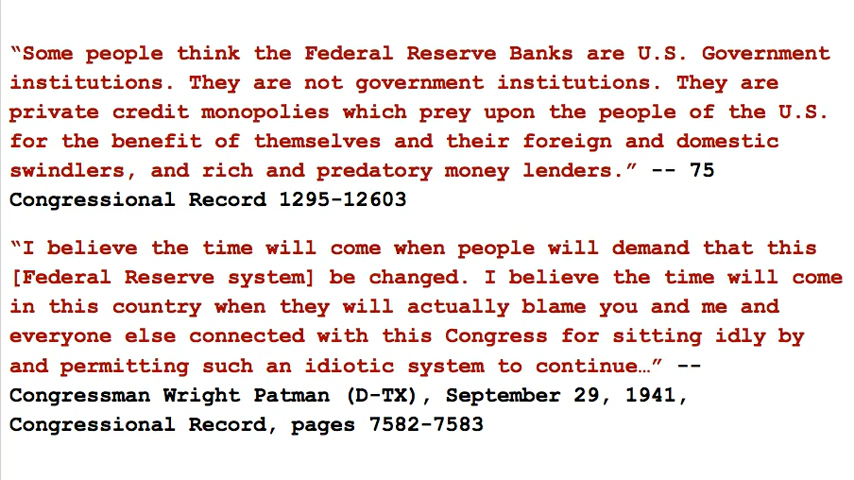 “Some people think the Federal Reserve Banks are U.S. Government
institutions. They are not government institutions. They are
private credit monopolies which prey upon the people of the U.S.
for the benefit of themselves and their foreign and domestic
swindlers, and rich and predatory money lenders.” -- 75
Congressional Record 1295-12603
“I believe the time will come when people will demand that this
[Federal Reserve system] be changed. I believe the time will come
in this country when they will actually blame you and me and
everyone else connected with this Congress for sitting idly by
and permitting such an idiotic system to continue…” --
Congressman Wright Patman (D-TX), September 29, 1941,
Congressional Record, pages 7582-7583